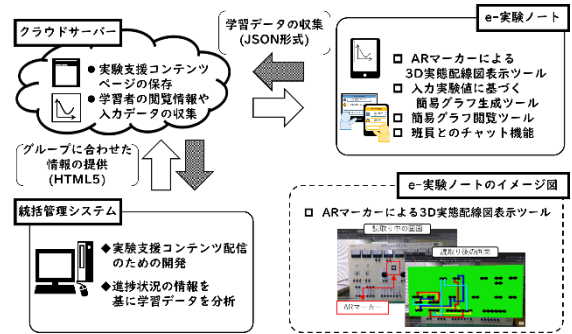 クラウドサーバー
●実験支援コンテンツ
ページの保存
●学習者の閲覧情報や
入力データの収集
学習データの収集
(JSON形式)
e-実験ノート
□ ARマーカーによる
3D実態配線図表示ツール
□ 入力実験値に基づく
簡易グラフ生成ツール
□ 簡易グラフ閲覧ツール
□ 班員とのチャット機能
グループに合わせた
情報の提供
(HTML5)
統括管理システム
◆実験支援コンテンツ配信
のための開発
◆進捗状況の情報を
基に学習データを分析
e-実験ノートのイメージ図
□ ARマーカーによる3D実態配線図表示ツール
読取り中の画面
読取り後の画面
ARマーカー